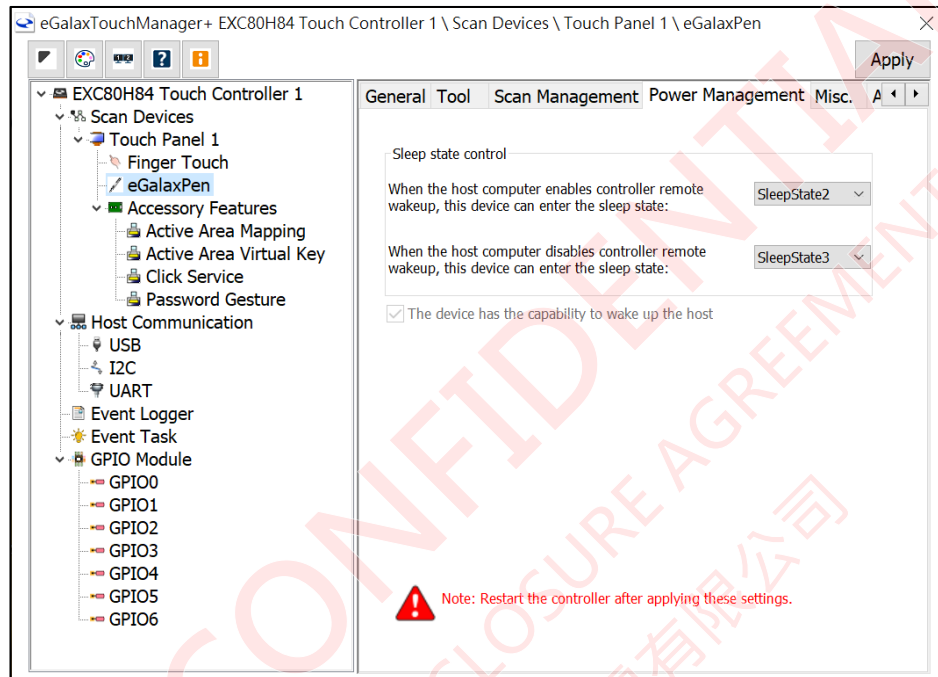 eGalaxTouchManager+ EXC80H84 Touch Controller 1 \ Scan Devices \ Touch Panel 1 \ eGalaxPen
Apply
EXC80H84 Touch Controller 1
Scan Devices
Touch Panel 1
Finger Touch
eGalaxPen
Accessory Features
Active Area Mapping
Active Area Virtual Key
Click Service
Password Gesture
Host Communication
USB
I2C
UART
Event Logger
Event Task
GPIO Module
GPIO0
GPIO1
GPIO2
GPIO3
GPIO4
GPIO5
GPIO6
General Tool Scan Management Power Management Misc. A
Sleep state control
When the host computer enables controller remote
wakeup, this device can enter the sleep state:
SleepState2
When the host computer disables controller remote
wakeup, this device can enter the sleep state:
SleepState3
The device has the capability to wake up the host
Note: Restart the controller after applying these settings.
CONFIDENTIAL
CLOSURE AGREEMENT
有限公司